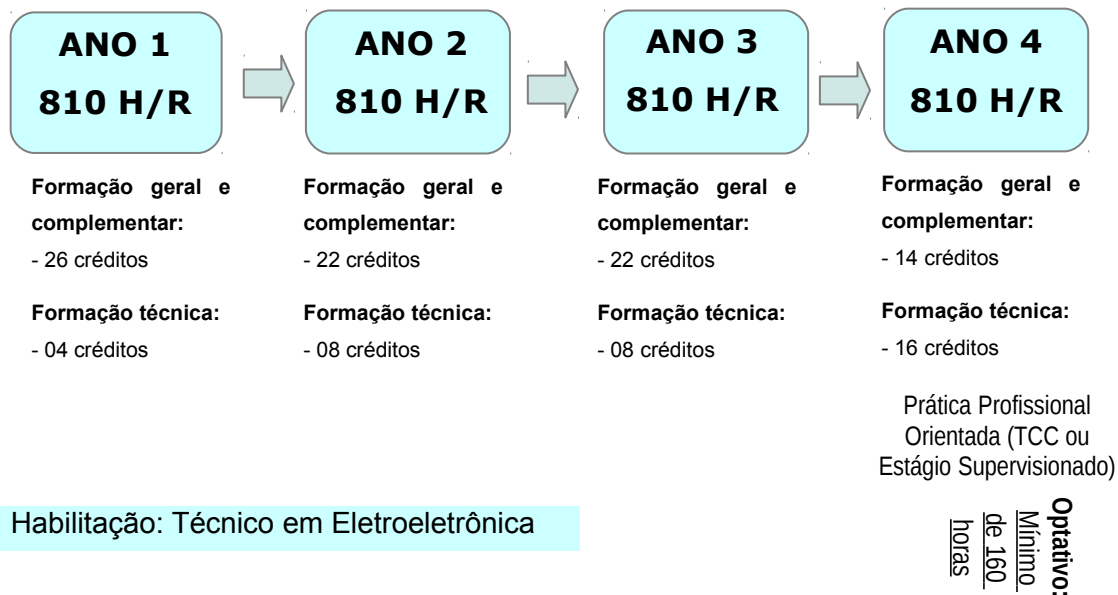 ANO 1
810 H/R
ANO 2
810 H/R
ANO 3
810 H/R
ANO 4
810 H/R
Formação geral e
complementar:
- 26 créditos
Formação técnica:
- 04 créditos
Formação geral e
complementar:
- 22 créditos
Formação técnica:
- 08 créditos
Formação geral e
complementar:
- 22 créditos
Formação técnica:
- 08 créditos
Formação geral e
complementar:
- 14 créditos
Formação técnica:
- 16 créditos
Prática Profissional
Orientada (TCC ou
Estágio Supervisionado)
Optativo:
Mínimo
de 160
horas
Habilitação: Técnico em Eletroeletrônica